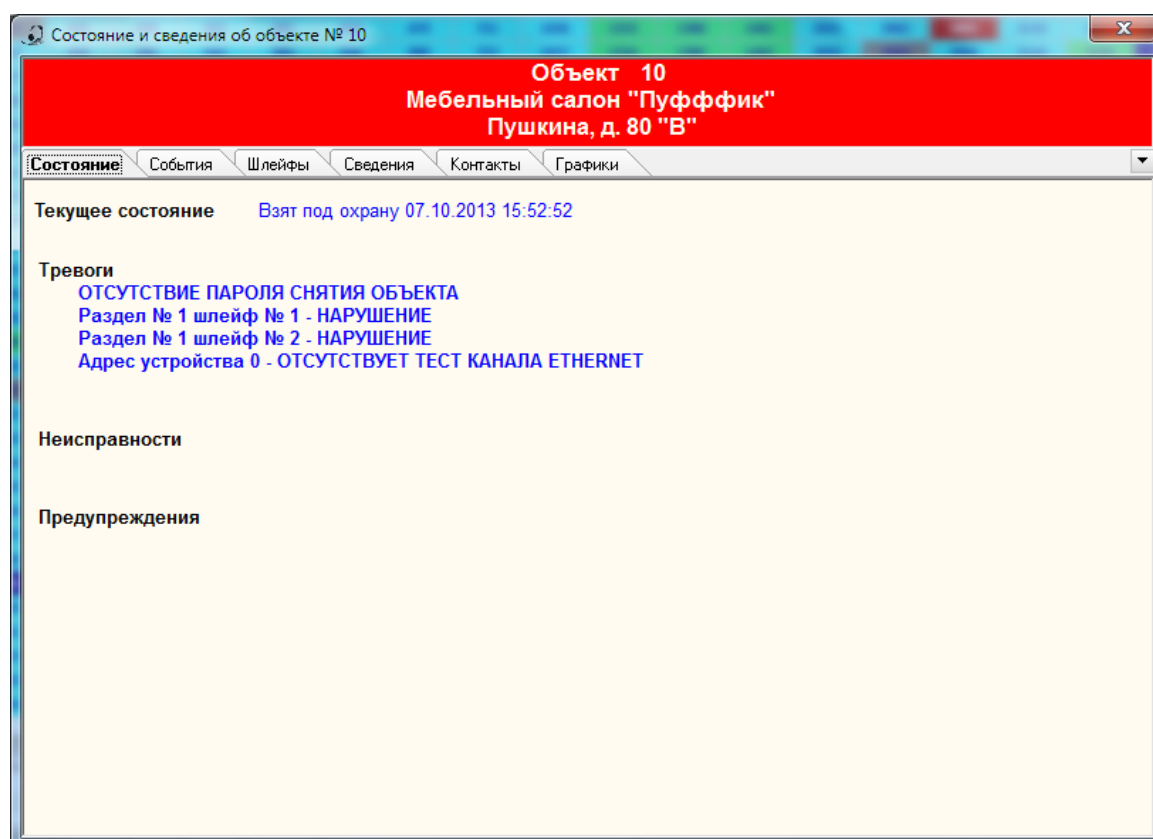 Состояние и сведения об объекте № 10
Объект 10
Мебельный салон "Пуфффик"
Пушкина, д. 80 "В"
Состояние События Шлейфы Сведения Контакты Графики
Текущее состояние Взят под охрану 07.10.2013 15:52:52
Тревоги
ОТСУТСТВИЕ ПАРОЛЯ СНЯТИЯ ОБЪЕКТА
Раздел № 1 шлейф № 1 - НАРУШЕНИЕ
Раздел № 1 шлейф № 2 - НАРУШЕНИЕ
Адрес устройства 0 - ОТСУТСТВУЕТ ТЕСТ КАНАЛА ETHERNET
Неисправности
Предупреждения